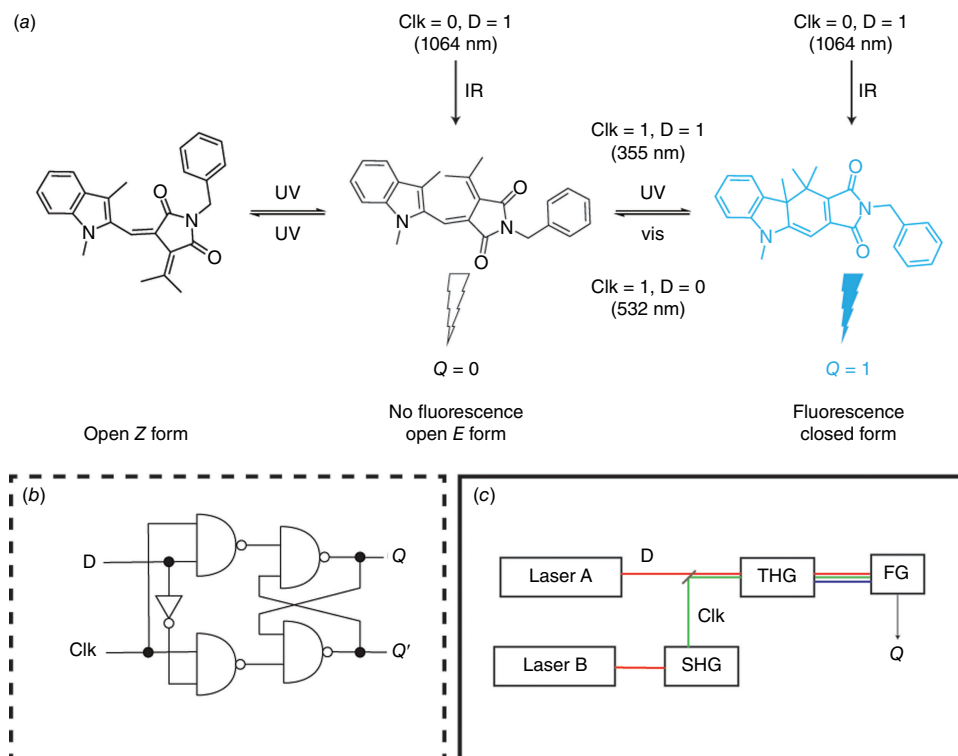 (a)
Clk = 0, D = 1
(1064 nm)
IR
Clk = 0, D = 1
(1064 nm)
IR
Clk = 1, D = 1
(355 nm)
UV
UV
UV
vis
Clk = 1, D = 0
(532 nm)
N
O
N
O
N
O
N
O
N
O
N
O
Q = 0
Q = 1
Open Z form
No fluorescence
open E form
Fluorescence
closed form
(b)
D
Clk
Q
Q'
(c)
Laser A
D
THG
FG
Clk
Laser B
SHG
Q